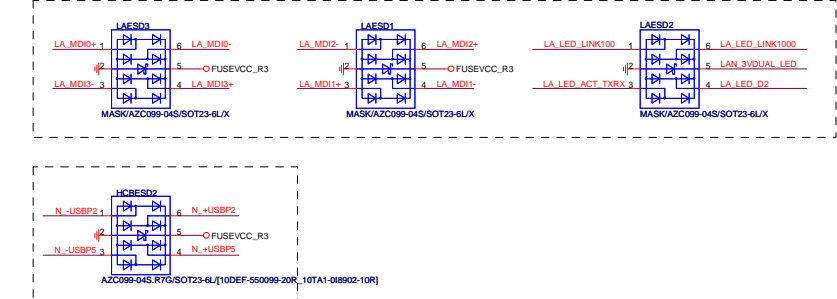 LAESD3
LA_MDI0+ 1 6 LA_MDI0-
2 5 FUSEVCC_R3
LA_MDI3- 3 4 LA_MDI3+
MASK/AZC099-04S/SOT23-6L/X
LAESD1
LA_MDI2- 1 6 LA_MDI2+
2 5 FUSEVCC_R3
LA_MDI1+ 3 4 LA_MDI1-
MASK/AZC099-04S/SOT23-6L/X
LAESD2
LA_LED_LINK100 1 6 LA_LED_LINK1000
2 5 LAN_3VDUAL_LED
LA_LED_ACT_TXRX 3 4 LA_LED_D2
MASK/AZC099-04S/SOT23-6L/X
HCBESD2
N_-USBP2 1 6 N_+USBP2
2 5 FUSEVCC_R3
N_-USBP5 3 4 N_+USBP5
AZC099-04S.R7G/SOT23-6L/[10DEF-550099-20R_10TA1-0I8902-10R]